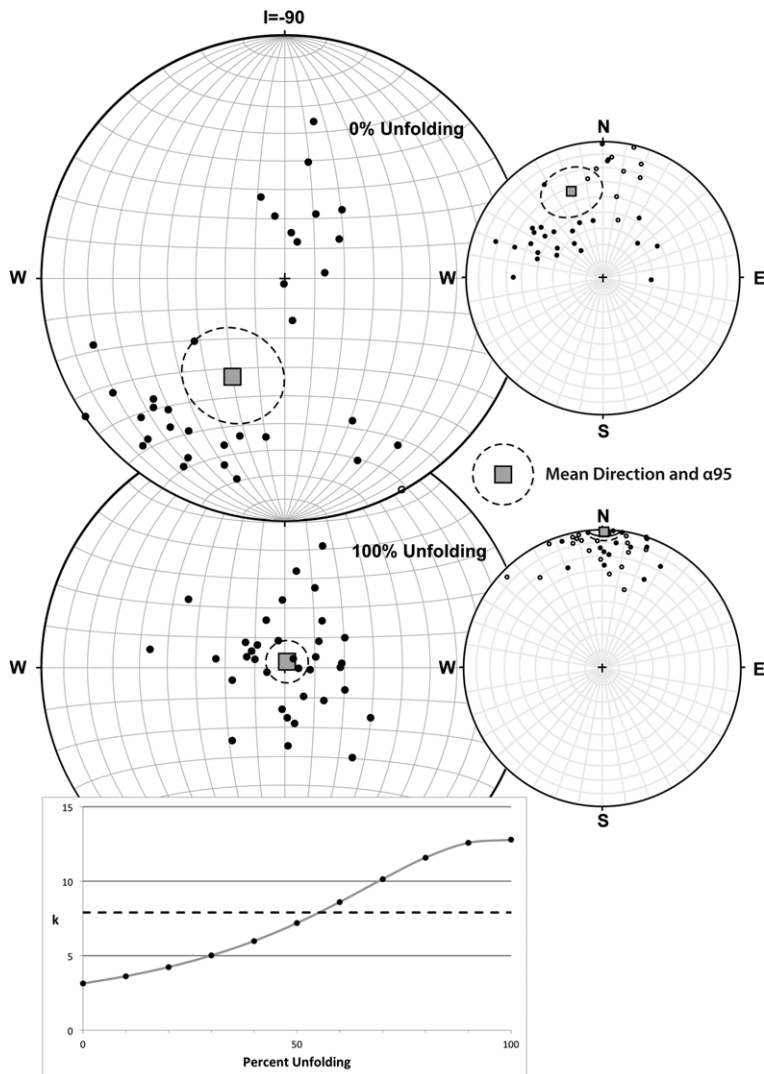 I=-90
0% Unfolding
N
W
W
E
S
Mean Direction and α95
100% Unfolding
N
W
W
E
S
15
10
k
5
0
0
50
100
Percent Unfolding